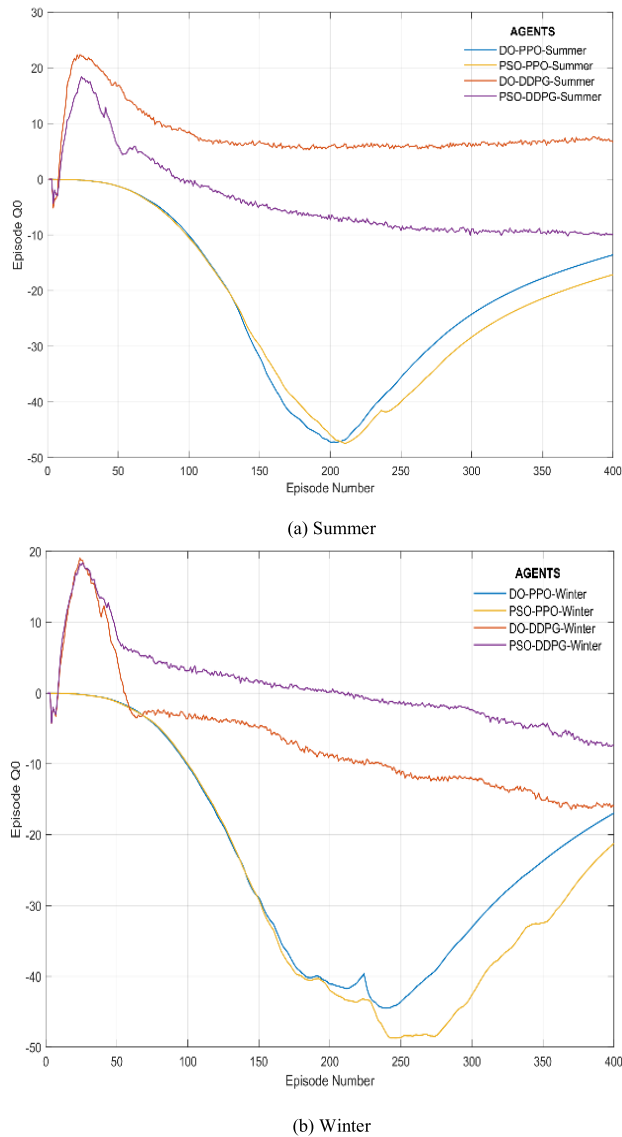 30
20
10
0
-10
-20
-30
-40
-50
Episode Q0
AGENTS
DO-PPO-Summer
PSO-PPO-Summer
DO-DDPG-Summer
PSO-DDPG-Summer
0 50 100 150 200 250 300 350 400
Episode Number
(a) Summer
20
10
0
-10
-20
-30
-40
-50
Episode Q0
AGENTS
DO-PPO-Winter
PSO-PPO-Winter
DO-DDPG-Winter
PSO-DDPG-Winter
0 50 100 150 200 250 300 350 400
Episode Number
(b) Winter